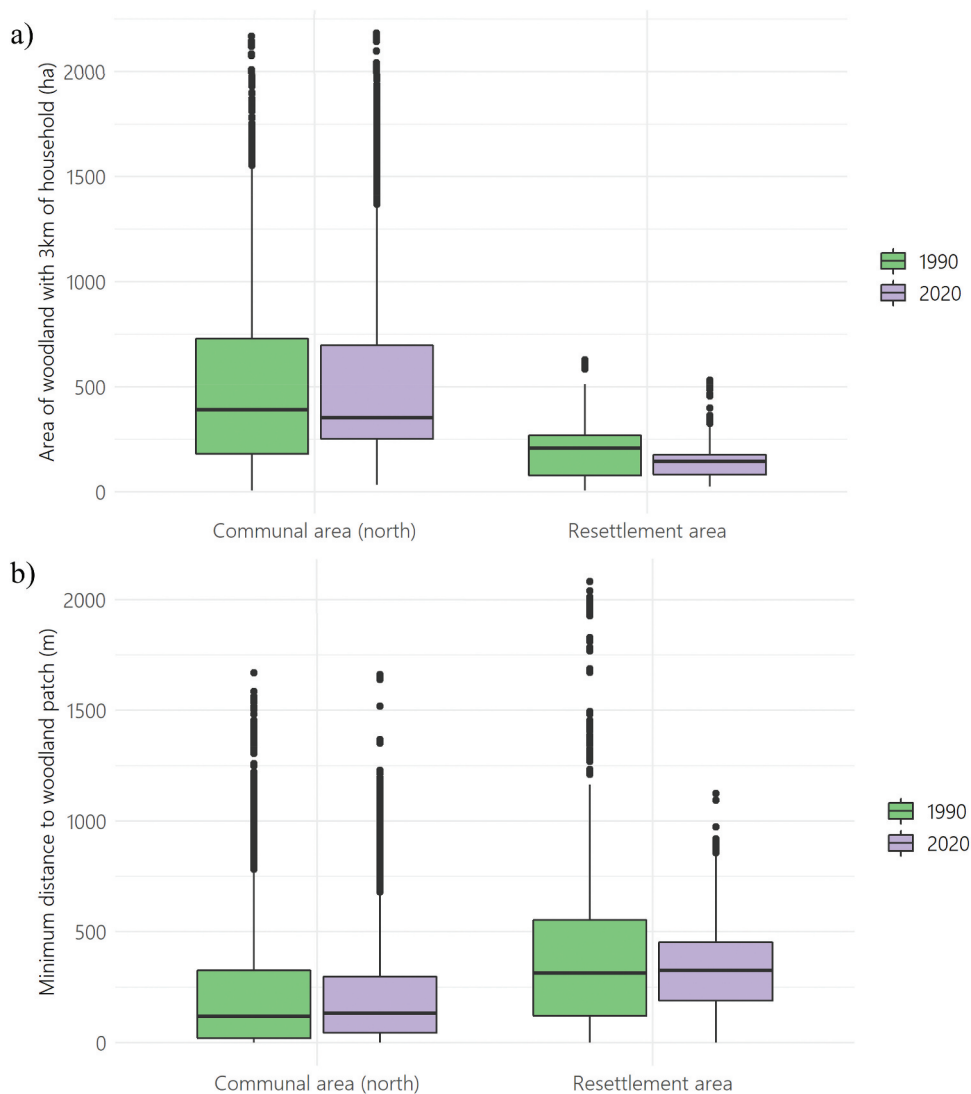 a)
Area of woodland with 3km of household (ha)
2000
1500
1000
500
0
Communal area (north)
Resettlement area
1990
2020
b)
Minimum distance to woodland patch (m)
2000
1500
1000
500
0
Communal area (north)
Resettlement area
1990
2020